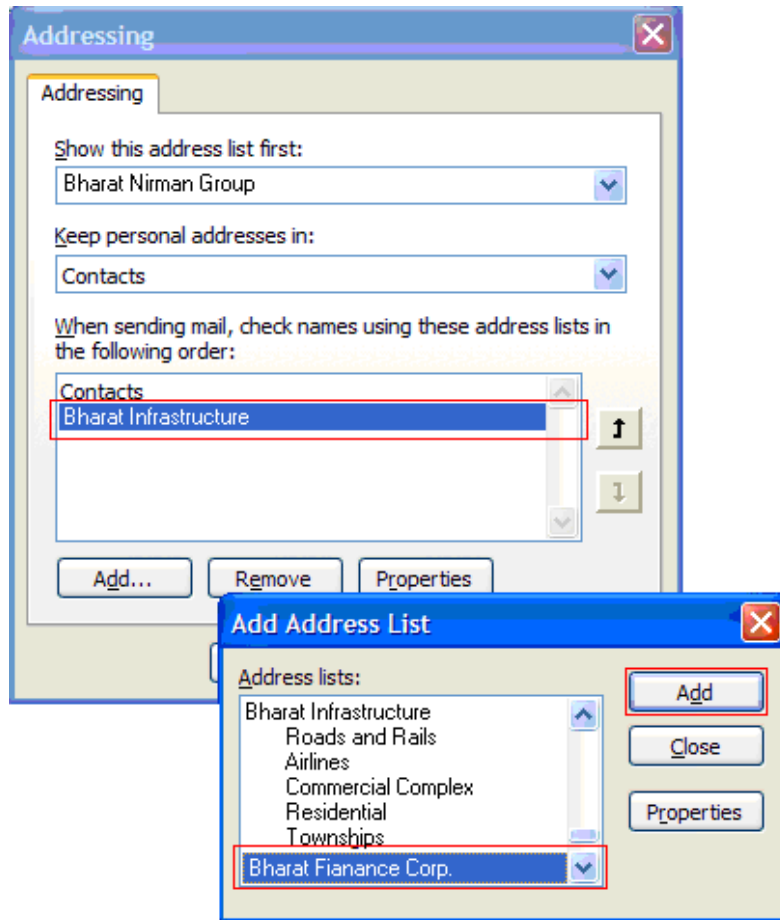 Addressing
Addressing
Show this address list first:
Bharat Nirman Group
Keep personal addresses in:
Contacts
When sending mail, check names using these address lists in
the following order:
Contacts
Bharat Infrastructure
Add...
Remove
Properties
Add Address List
Address lists:
Bharat Infrastructure
Roads and Rails
Airlines
Commercial Complex
Residential
Townships
Bharat Fianance Corp.
Add
Close
Properties